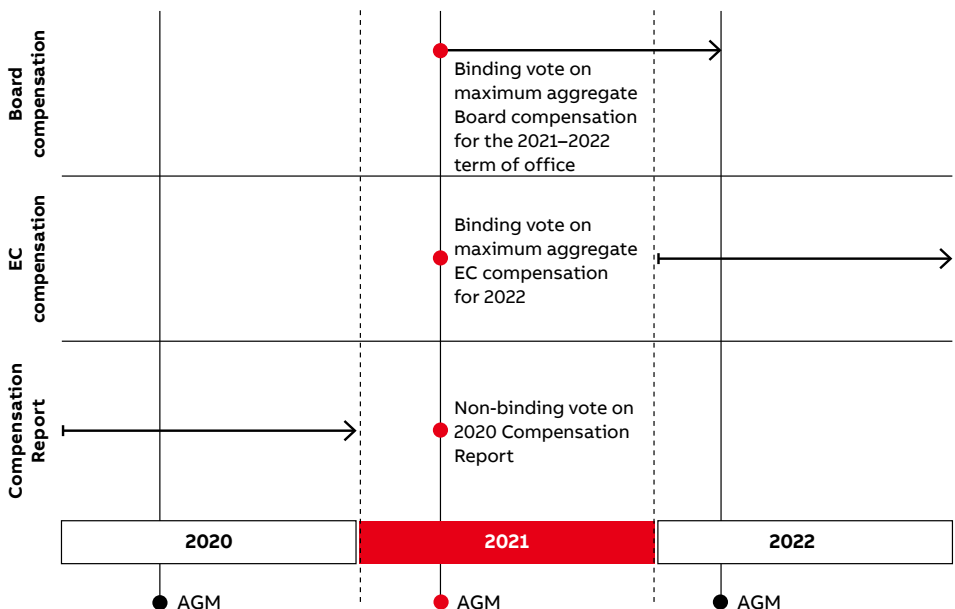 Board
compensation
Binding vote on
maximum aggregate
Board compensation
for the 2021–2022
term of office
EC
compensation
Binding vote on
maximum aggregate
EC compensation
for 2022
Compensation
Report
Non-binding vote on
2020 Compensation
Report
2020
2021
2022
AGM
AGM
AGM